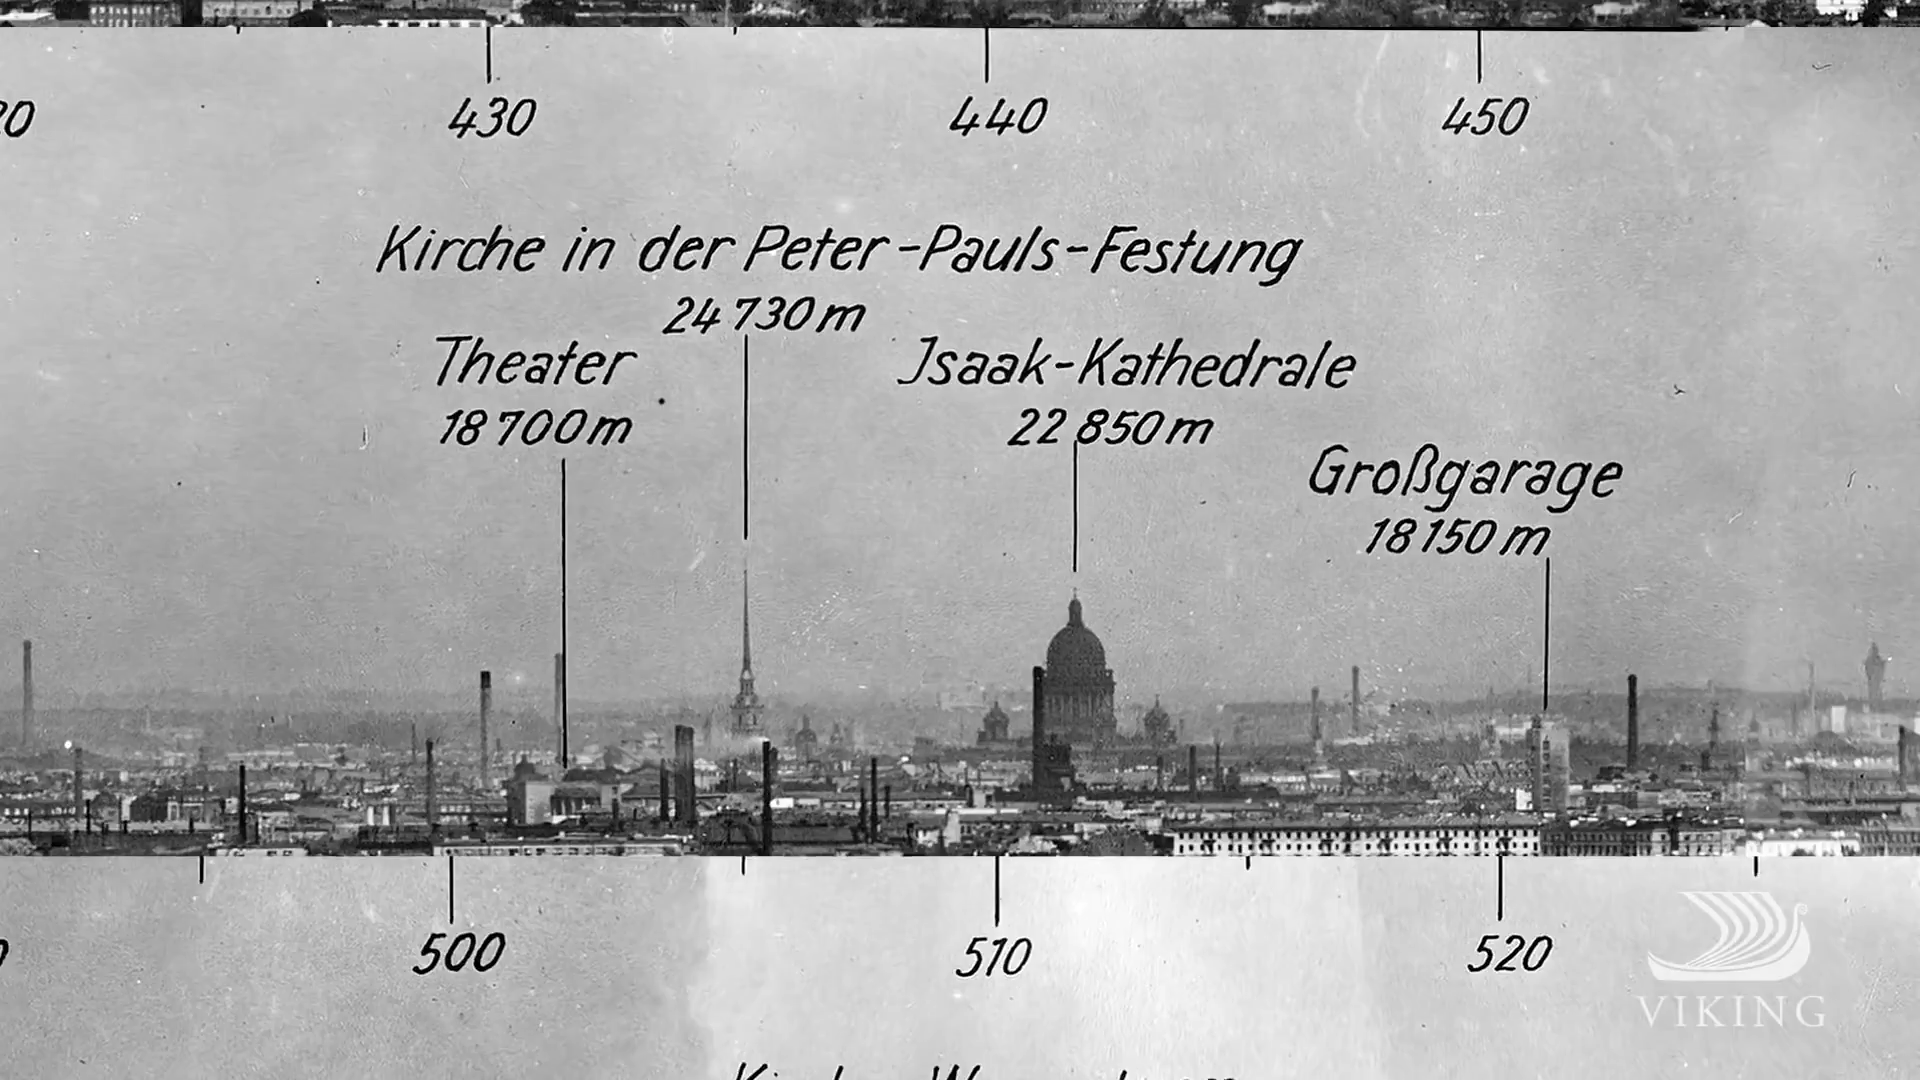 430 440 450
Kirche in der Peter-Pauls-Festung
24 730 m
Theater
18 700 m
Jsaak-Kathedrale
22 850 m
Großgarage
18 150 m
500 510 520
VIKING